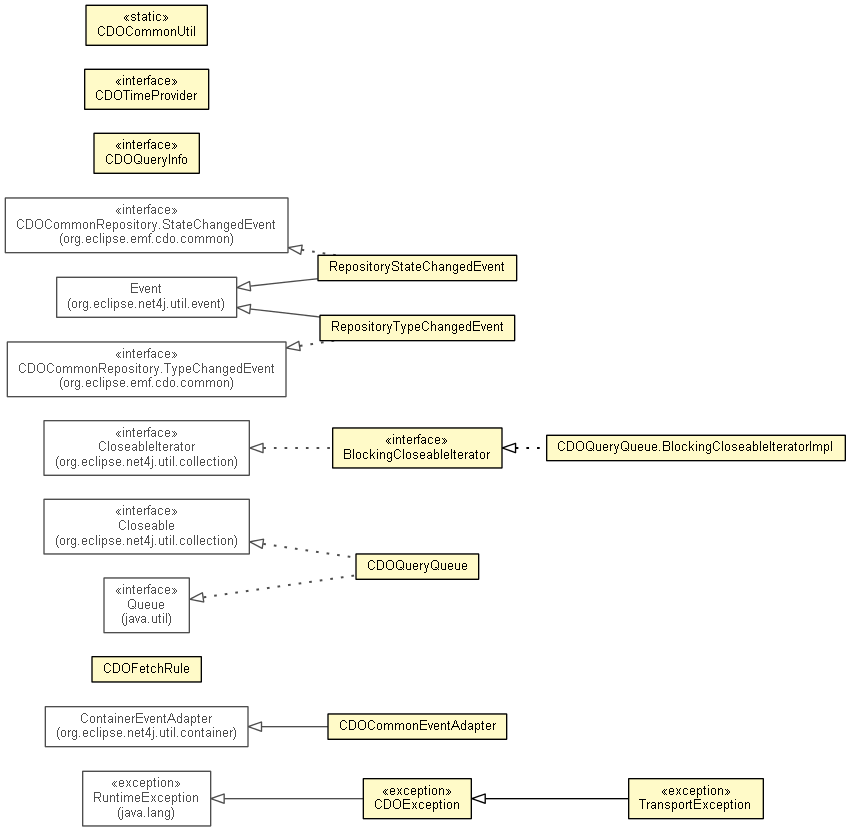 «static»
CDOCommonUtil
«interface»
CDOTimeProvider
«interface»
CDOQueryInfo
«interface»
CDOCommonRepository.StateChangedEvent
(org.eclipse.emf.cdo.common)
RepositoryStateChangedEvent
Event
(org.eclipse.net4j.util.event)
RepositoryTypeChangedEvent
«interface»
CDOCommonRepository.TypeChangedEvent
(org.eclipse.emf.cdo.common)
«interface»
CloseableIterator
(org.eclipse.net4j.util.collection)
«interface»
BlockingCloseableIterator
CDOQueryQueue.BlockingCloseableIteratorImpl
«interface»
Closeable
(org.eclipse.net4j.util.collection)
CDOQueryQueue
«interface»
Queue
(java.util)
CDOFetchRule
ContainerEventAdapter
(org.eclipse.net4j.util.container)
CDOCommonEventAdapter
«exception»
RuntimeException
(java.lang)
«exception»
CDOException
«exception»
TransportException